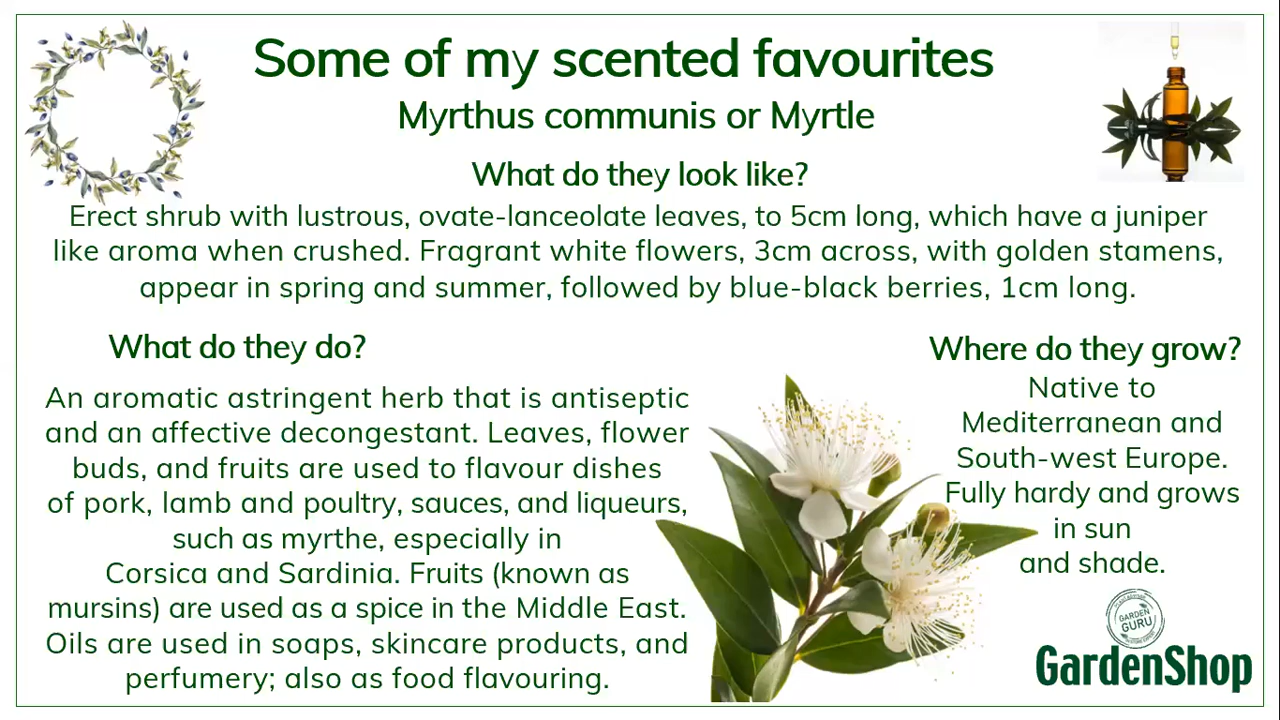 Some of my scented favourites
Myrthus communis or Myrtle
What do they look like?
Erect shrub with lustrous, ovate-lanceolate leaves, to 5cm long, which have a juniper
like aroma when crushed. Fragrant white flowers, 3cm across, with golden stamens,
appear in spring and summer, followed by blue-black berries, 1cm long.
What do they do?
An aromatic astringent herb that is antiseptic
and an affective decongestant. Leaves, flower
buds, and fruits are used to flavour dishes
of pork, lamb and poultry, sauces, and liqueurs,
such as myrthe, especially in
Corsica and Sardinia. Fruits (known as
mursins) are used as a spice in the Middle East.
Oils are used in soaps, skincare products, and
perfumery; also as food flavouring.
Where do they grow?
Native to
Mediterranean and
South-west Europe.
Fully hardy and grows
in sun
and shade.
GARDEN
GURU
GardenShop